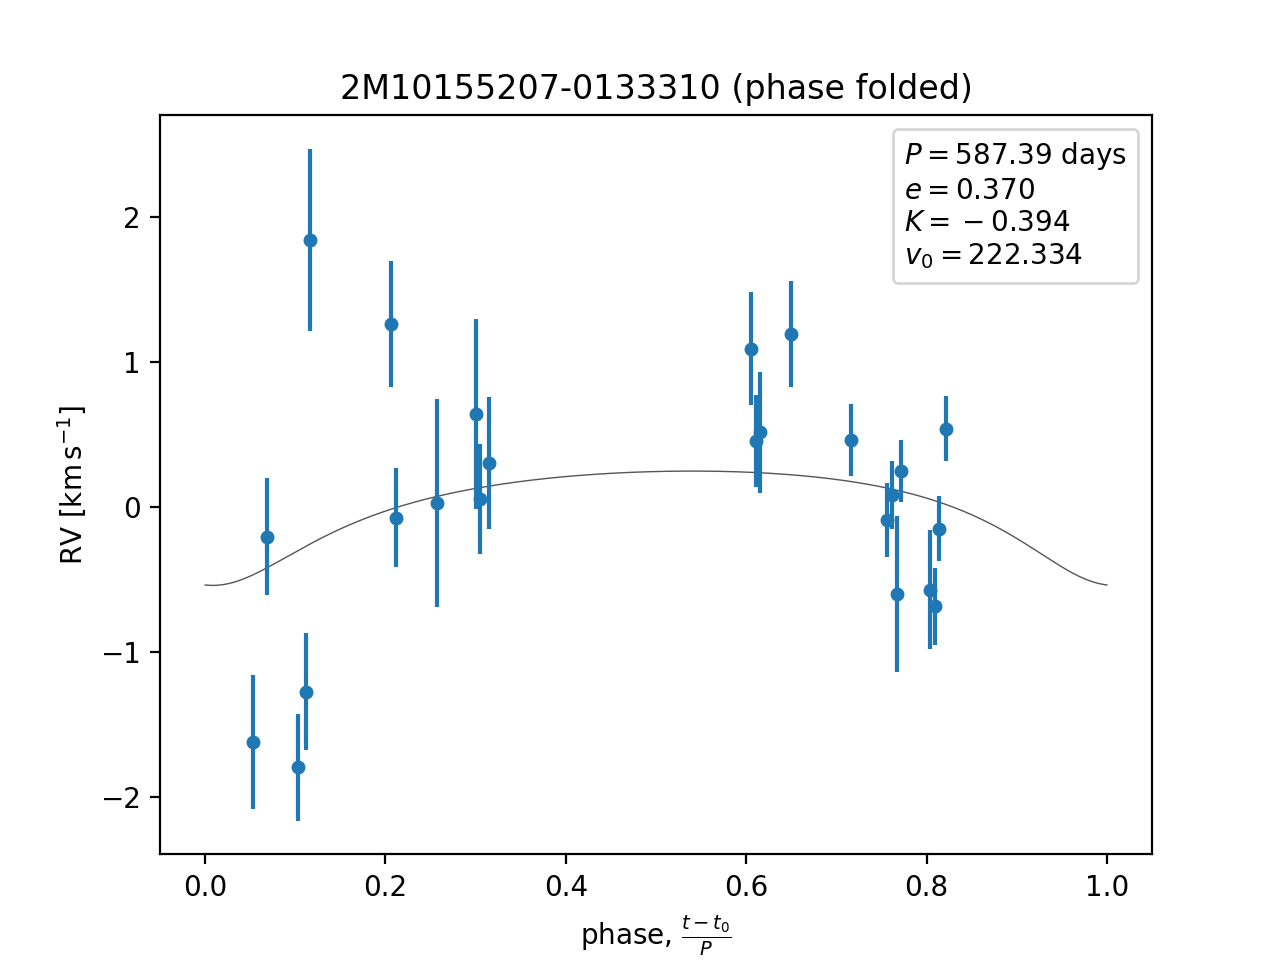 2M10155207-0133310 (phase folded)
P = 587.39 days
e = 0.370
K = −0.394
v₀ = 222.334
2
1
0
−1
−2
RV [km s⁻¹]
0.0 0.2 0.4 0.6 0.8 1.0
phase, (t − t₀)/P